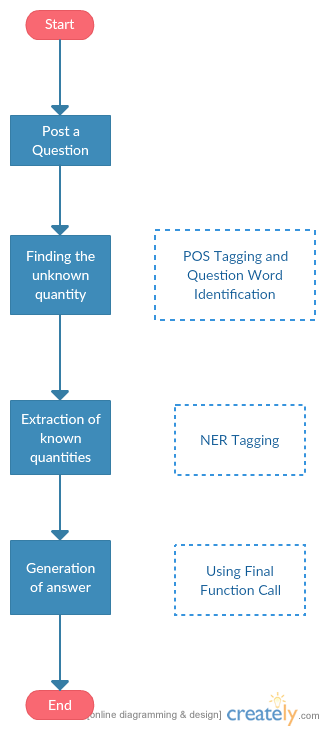 Start
Post a
Question
Finding the
unknown
quantity
POS Tagging and
Question Word
Identification
Extraction of
known
quantities
NER Tagging
Generation
of answer
Using Final
Function Call
End
[online diagramming & design] creately.com